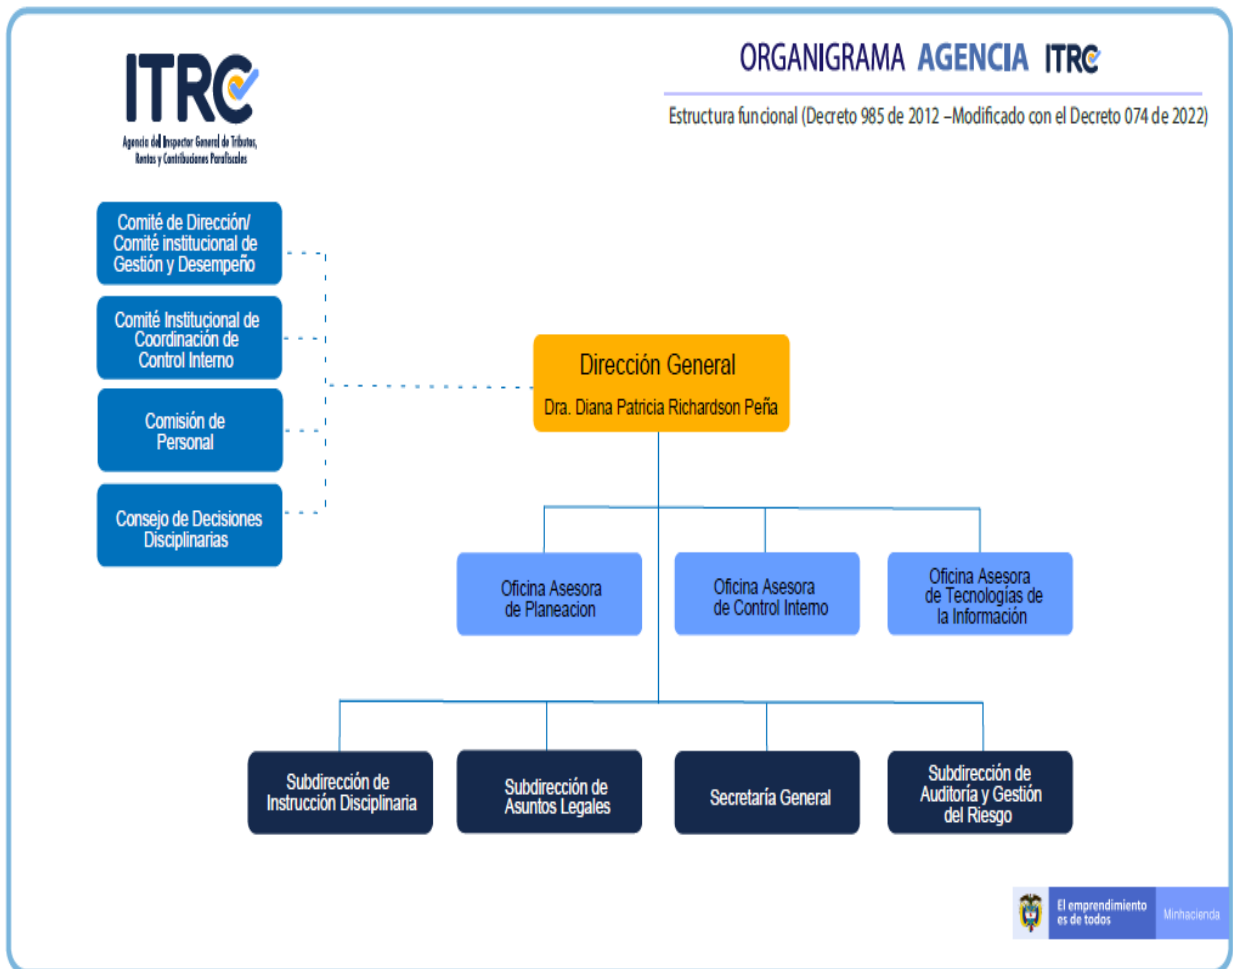 ITRC
Agencia del Inspector General de Tributos,
Rentas y Contribuciones Parafiscales
ORGANIGRAMA AGENCIA ITRC
Estructura funcional (Decreto 985 de 2012 –Modificado con el Decreto 074 de 2022)
Comité de Dirección/
Comité institucional de
Gestión y Desempeño
Comité Institucional de
Coordinación de
Control Interno
Comisión de
Personal
Consejo de Decisiones
Disciplinarias
Dirección General
Dra. Diana Patricia Richardson Peña
Oficina Asesora
de Planeacion
Oficina Asesora
de Control Interno
Oficina Asesora
de Tecnologías de
la Información
Subdirección de
Instrucción Disciplinaria
Subdirección de
Asuntos Legales
Secretaría General
Subdirección de
Auditoría y Gestión
del Riesgo
El emprendimiento
es de todos
Minhacienda